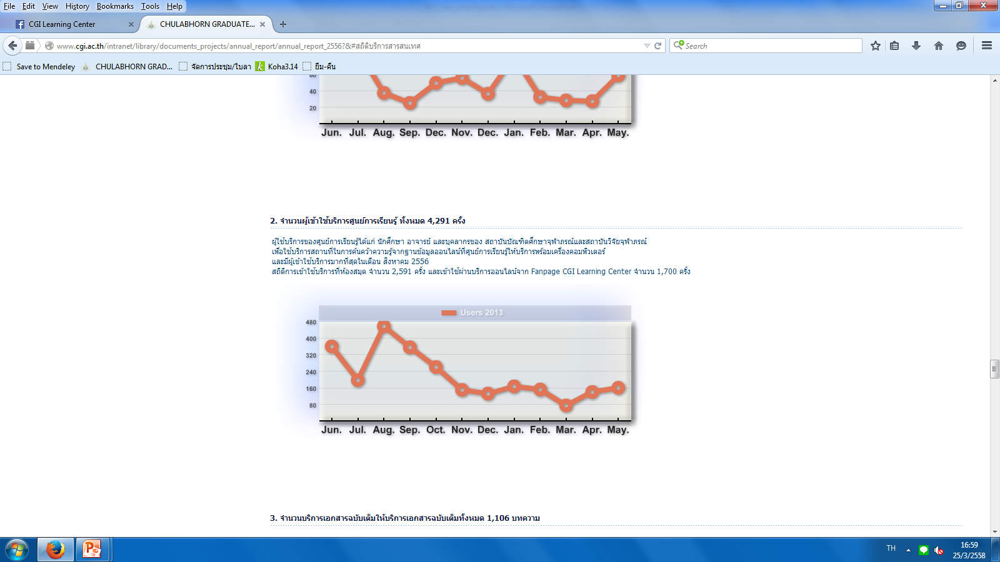 File Edit View History Bookmarks Tools Help
CGI Learning Center
CHULABHORN GRADUATE...
www.cgi.ac.th/intranet/library/documents_projects/annual_report/annual_report_2556?&#สถิติบริการสารสนเทศ
Search
Save to Mendeley CHULABHORN GRAD... จัดการประชุม/ใบลา Koha3.14 ยืม-คืน
60
40
20
Jun. Jul. Aug. Sep. Dec. Nov. Dec. Jan. Feb. Mar. Apr. May.
2. จำนวนผู้เข้าใช้บริการศูนย์การเรียนรู้ ทั้งหมด 4,291 ครั้ง
ผู้ใช้บริการของศูนย์การเรียนรู้ได้แก่ นักศึกษา อาจารย์ และบุคลากรของ สถาบันบัณฑิตศึกษาจุฬาภรณ์และสถาบันวิจัยจุฬาภรณ์
เพื่อใช้บริการสถานที่ในการค้นคว้าความรู้จากฐานข้อมูลออนไลน์ที่ศูนย์การเรียนรู้ให้บริการพร้อมเครื่องคอมพิวเตอร์
และมีผู้เข้าใช้บริการมากที่สุดในเดือน สิงหาคม 2556
สถิติการเข้าใช้บริการที่ห้องสมุด จำนวน 2,591 ครั้ง และเข้าใช้ผ่านบริการออนไลน์จาก Fanpage CGI Learning Center จำนวน 1,700 ครั้ง
Users 2013
480
400
320
240
160
80
Jun. Jul. Aug. Sep. Oct. Nov. Dec. Jan. Feb. Mar. Apr. May.
3. จำนวนบริการเอกสารฉบับเต็มให้บริการเอกสารฉบับเต็มทั้งหมด 1,106 บทความ
TH
16:59
25/3/2558